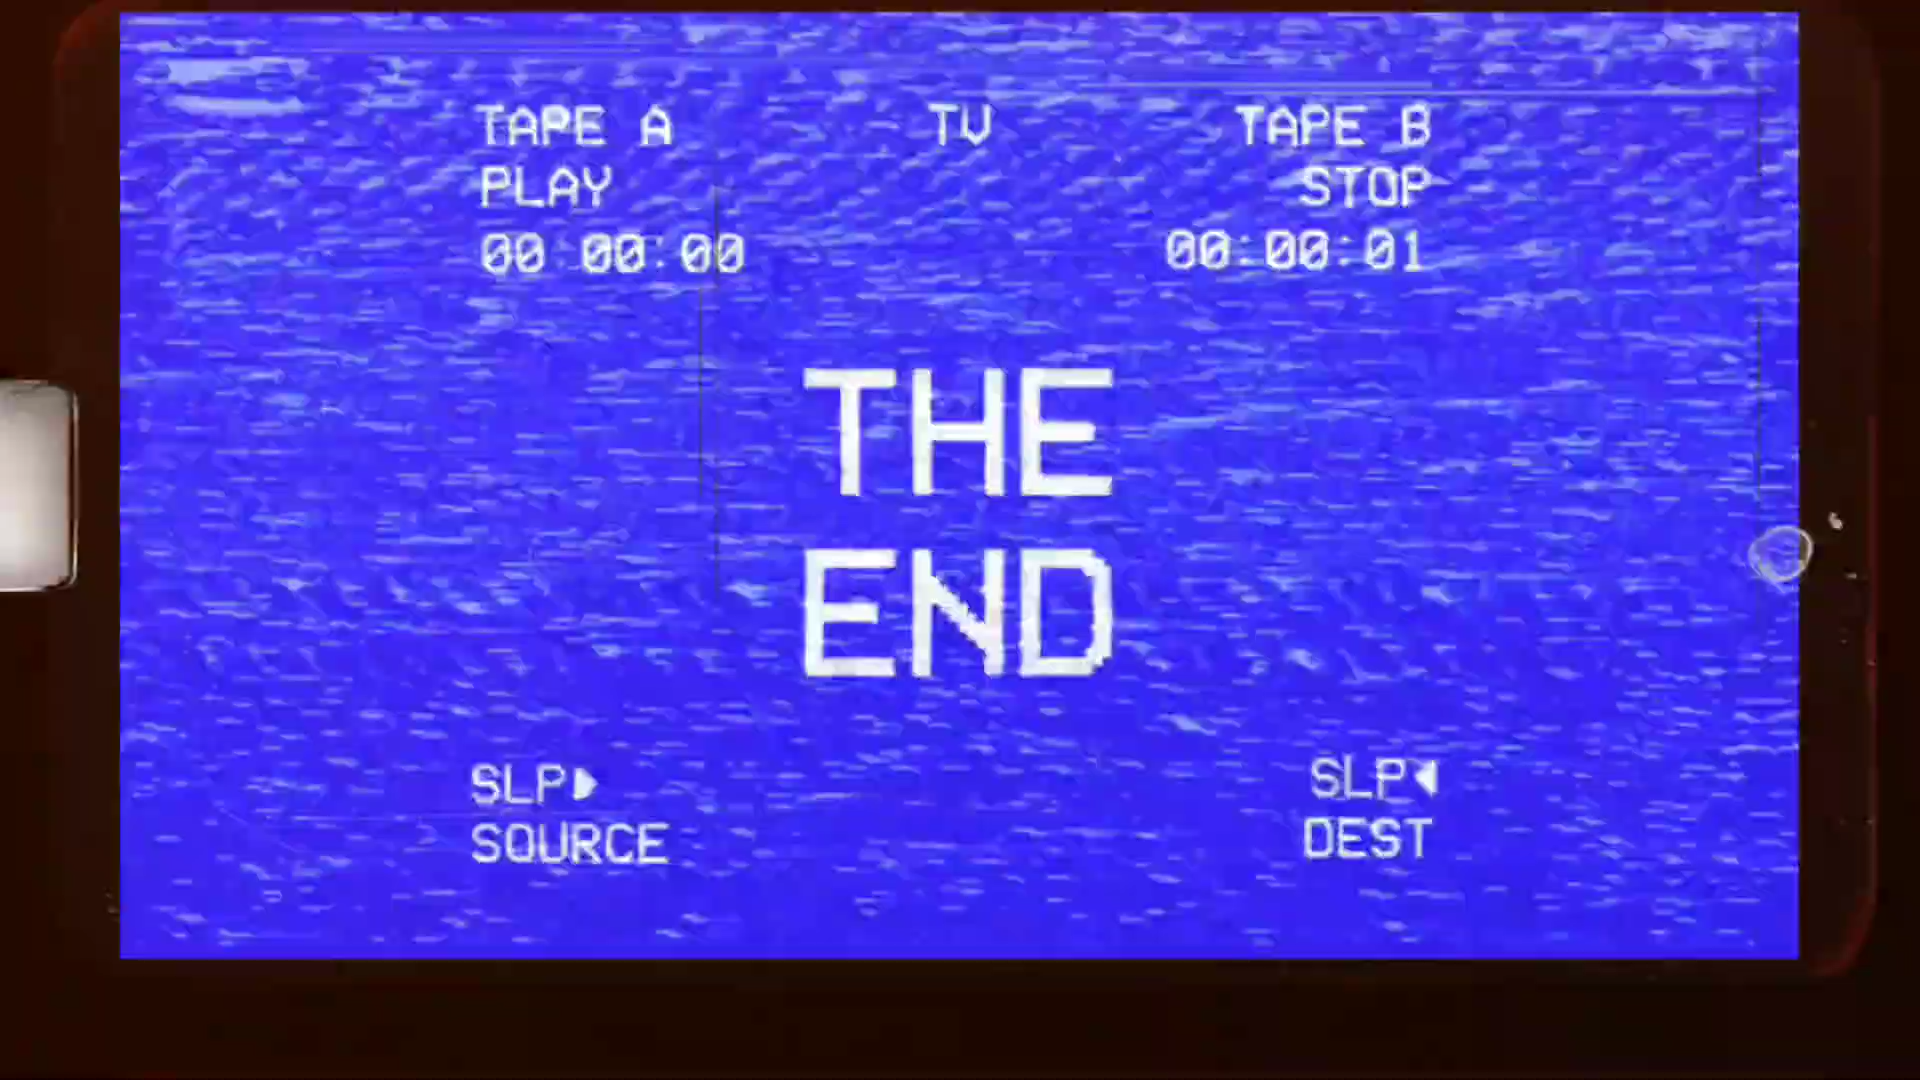 TAPE A TV TAPE B
PLAY STOP
00 00:00 00:00:01
THE
END
SLP SLP
SOURCE DEST